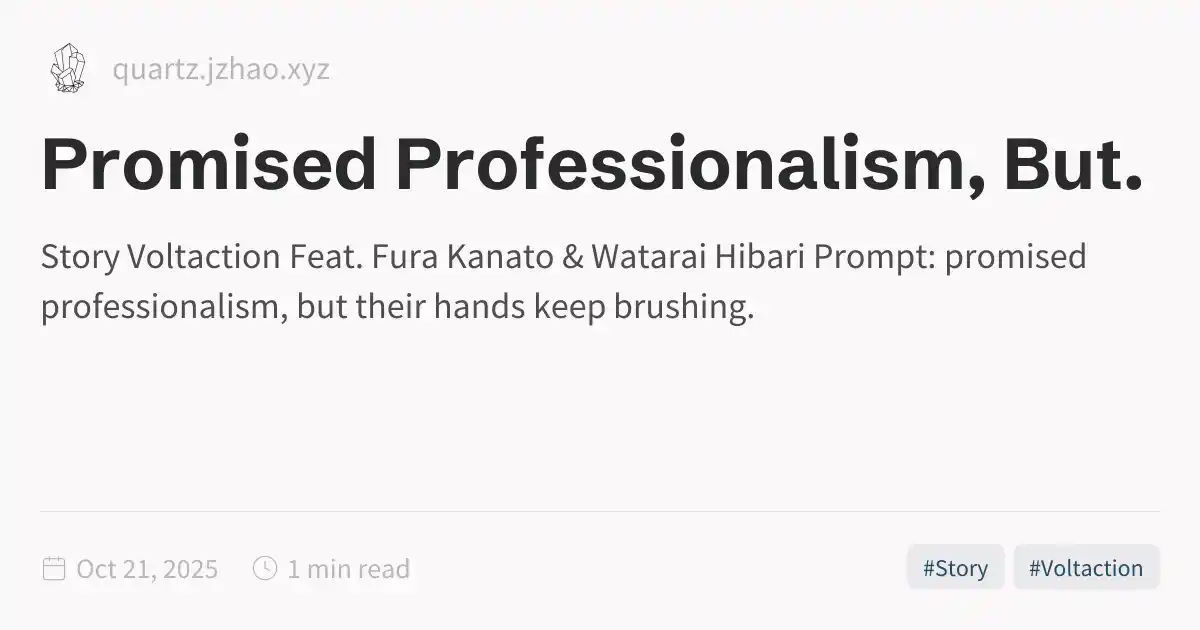 quartz.jzhao.xyz
Promised Professionalism, But.
Story Voltaction Feat. Fura Kanato & Watarai Hibari Prompt: promised
professionalism, but their hands keep brushing.
Oct 21, 2025 1 min read #Story #Voltaction